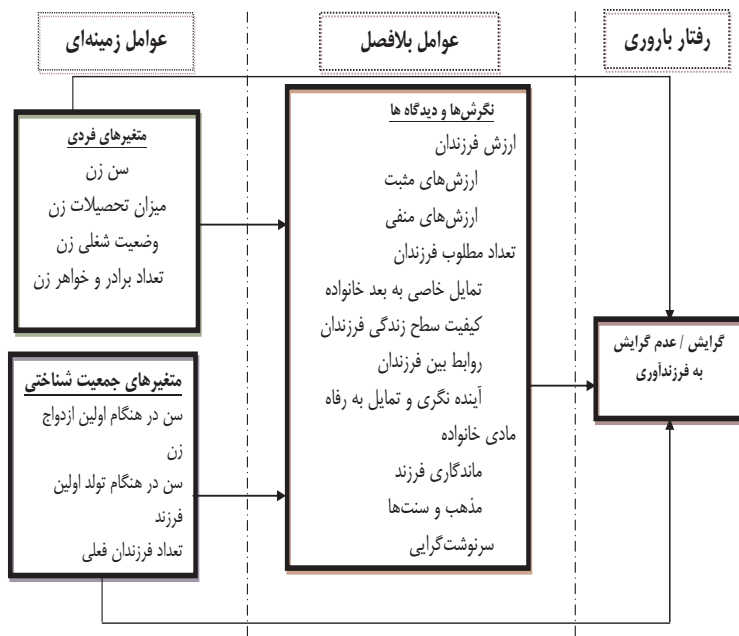 رفتار باروری
عوامل بلافصل
عوامل زمینه‌ای
متغیرهای فردی
سن زن
میزان تحصیلات زن
وضعیت شغلی زن
تعداد برادر و خواهر زن
متغیرهای جمعیت شناختی
سن در هنگام اولین ازدواج
زن
سن در هنگام تولد اولین
فرزند
تعداد فرزندان فعلی
نگرش‌ها و دیدگاه ها
ارزش فرزندان
ارزش‌های مثبت
ارزش‌های منفی
تعداد مطلوب فرزندان
تمایل خاصی به بعد خانواده
کیفیت سطح زندگی فرزندان
روابط بین فرزندان
آینده نگری و تمایل به رفاه
مادی خانواده
ماندگاری فرزند
مذهب و سنت‌ها
سرنوشت‌گرایی
گرایش / عدم گرایش
به فرزندآوری